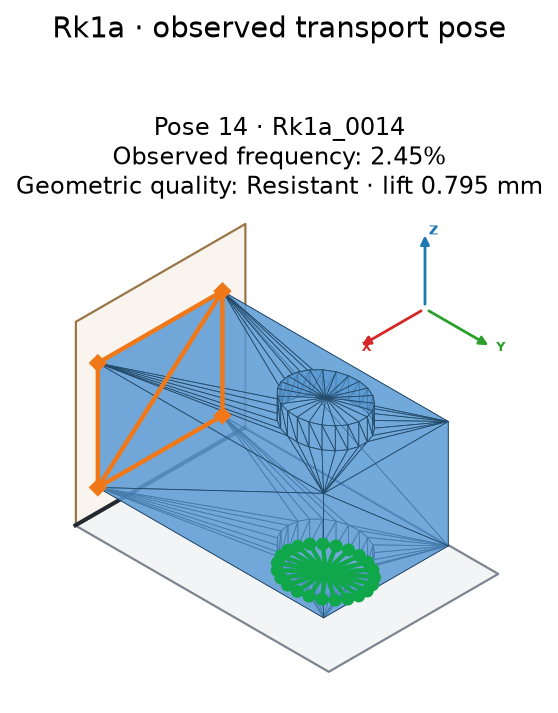 Rk1a · observed transport pose
Pose 14 · Rk1a_0014
Observed frequency: 2.45%
Geometric quality: Resistant · lift 0.795 mm
Z
X
Y